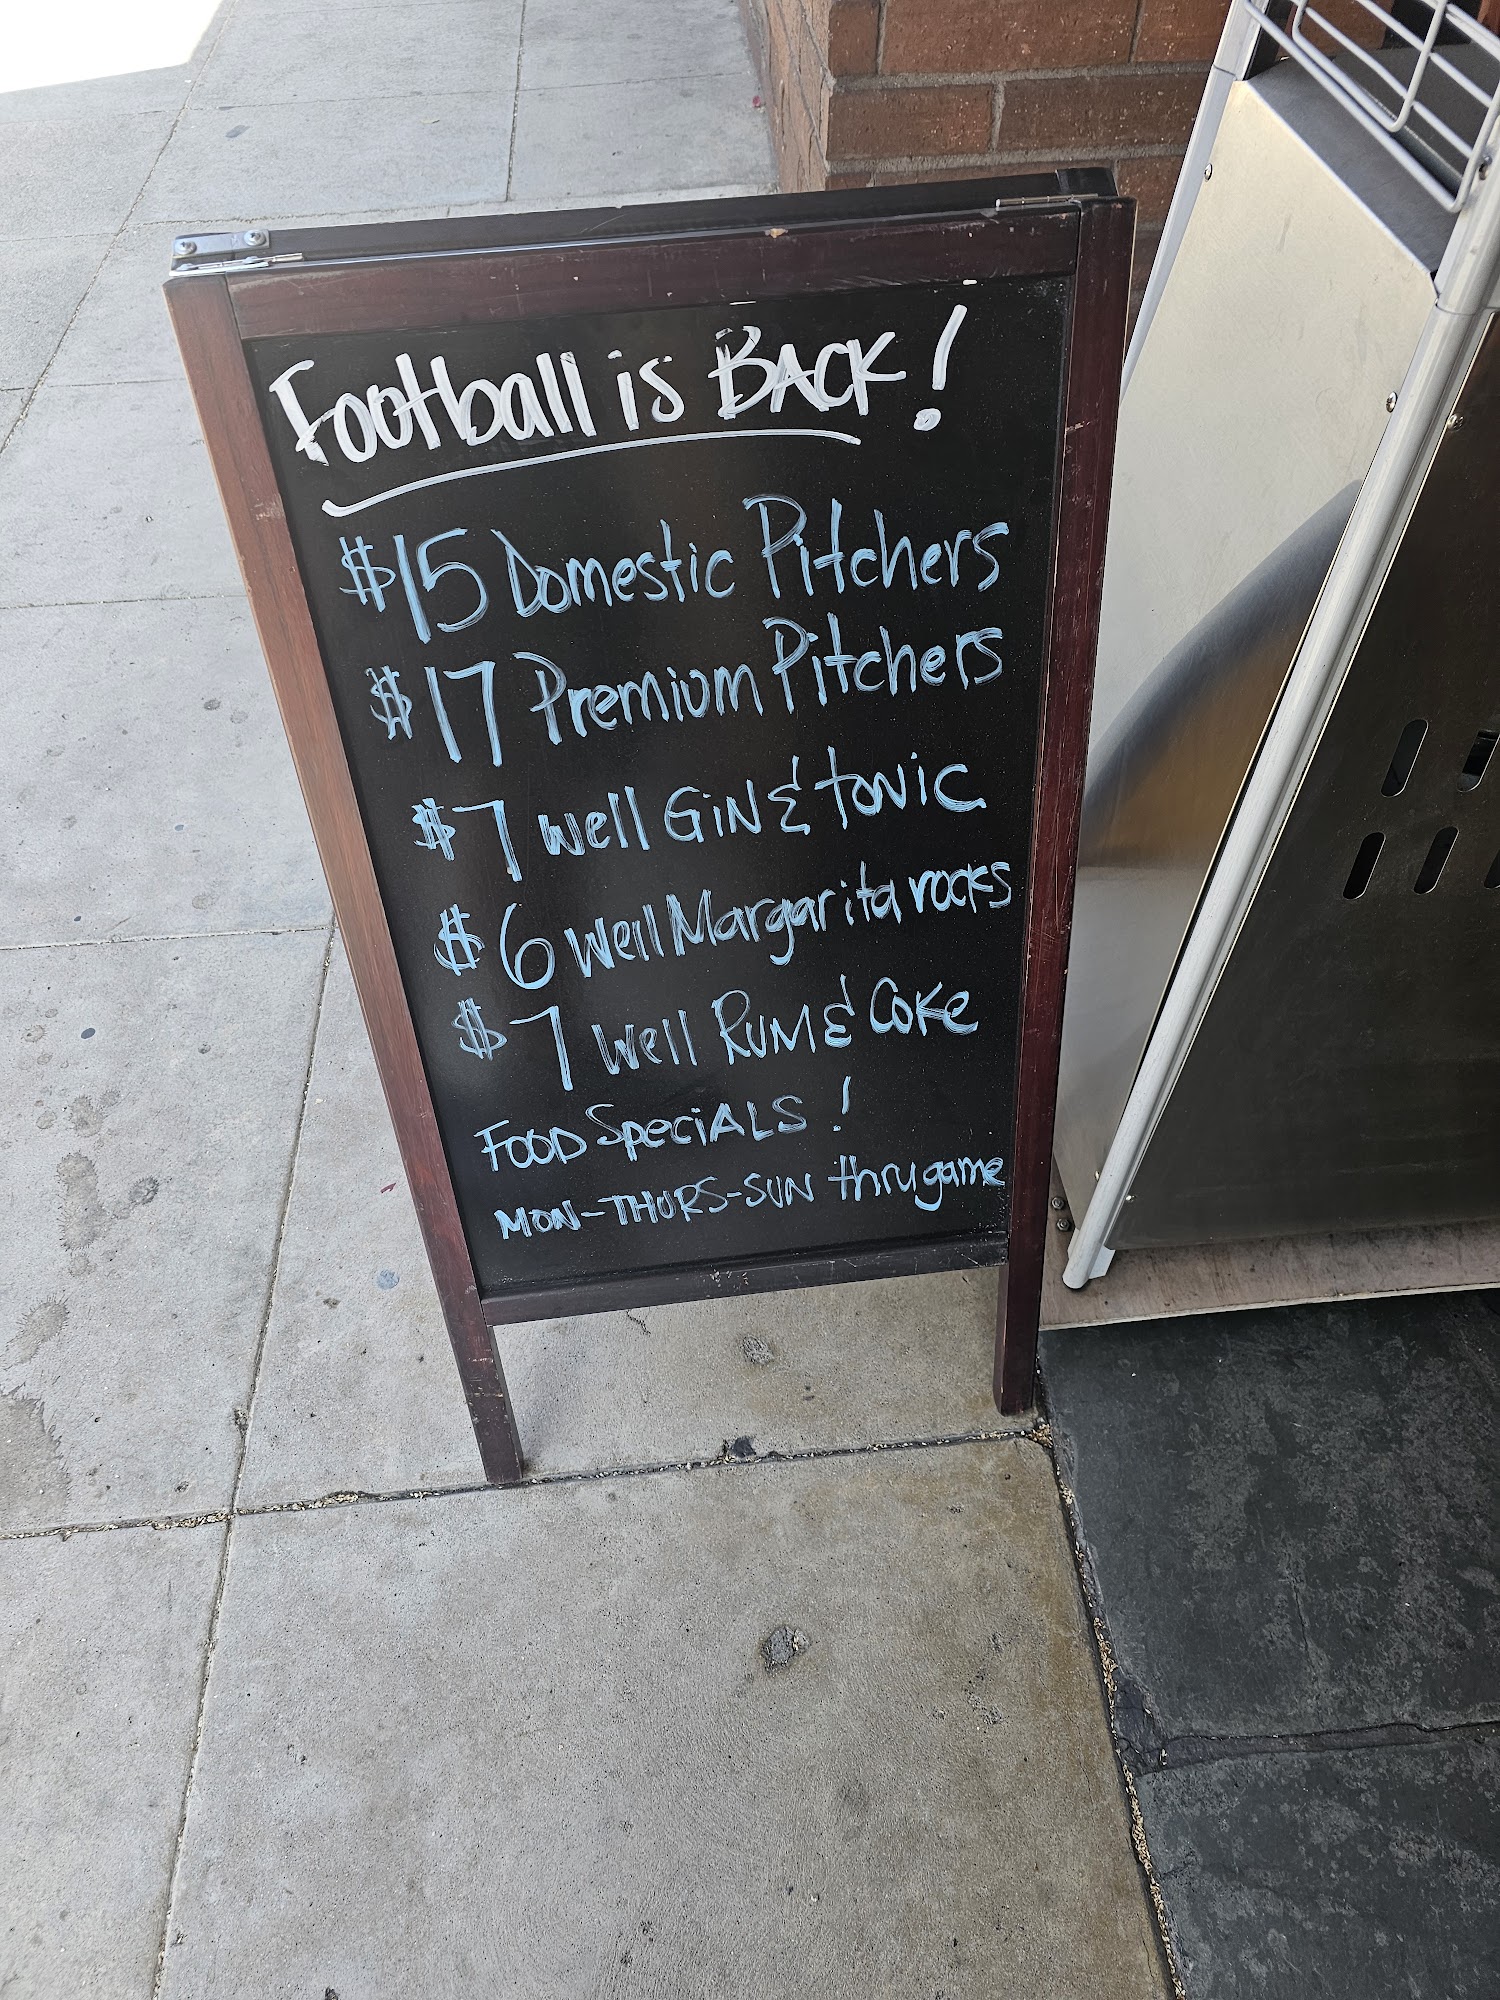 Football is BACK!
$15 Domestic Pitchers
$17 Premium Pitchers
$7 well GiN & tonic
$6 Well Margarita rocks
$7 Well RUM & Coke
FOOD SpeciALS!
MON-THURS-SUN thru game